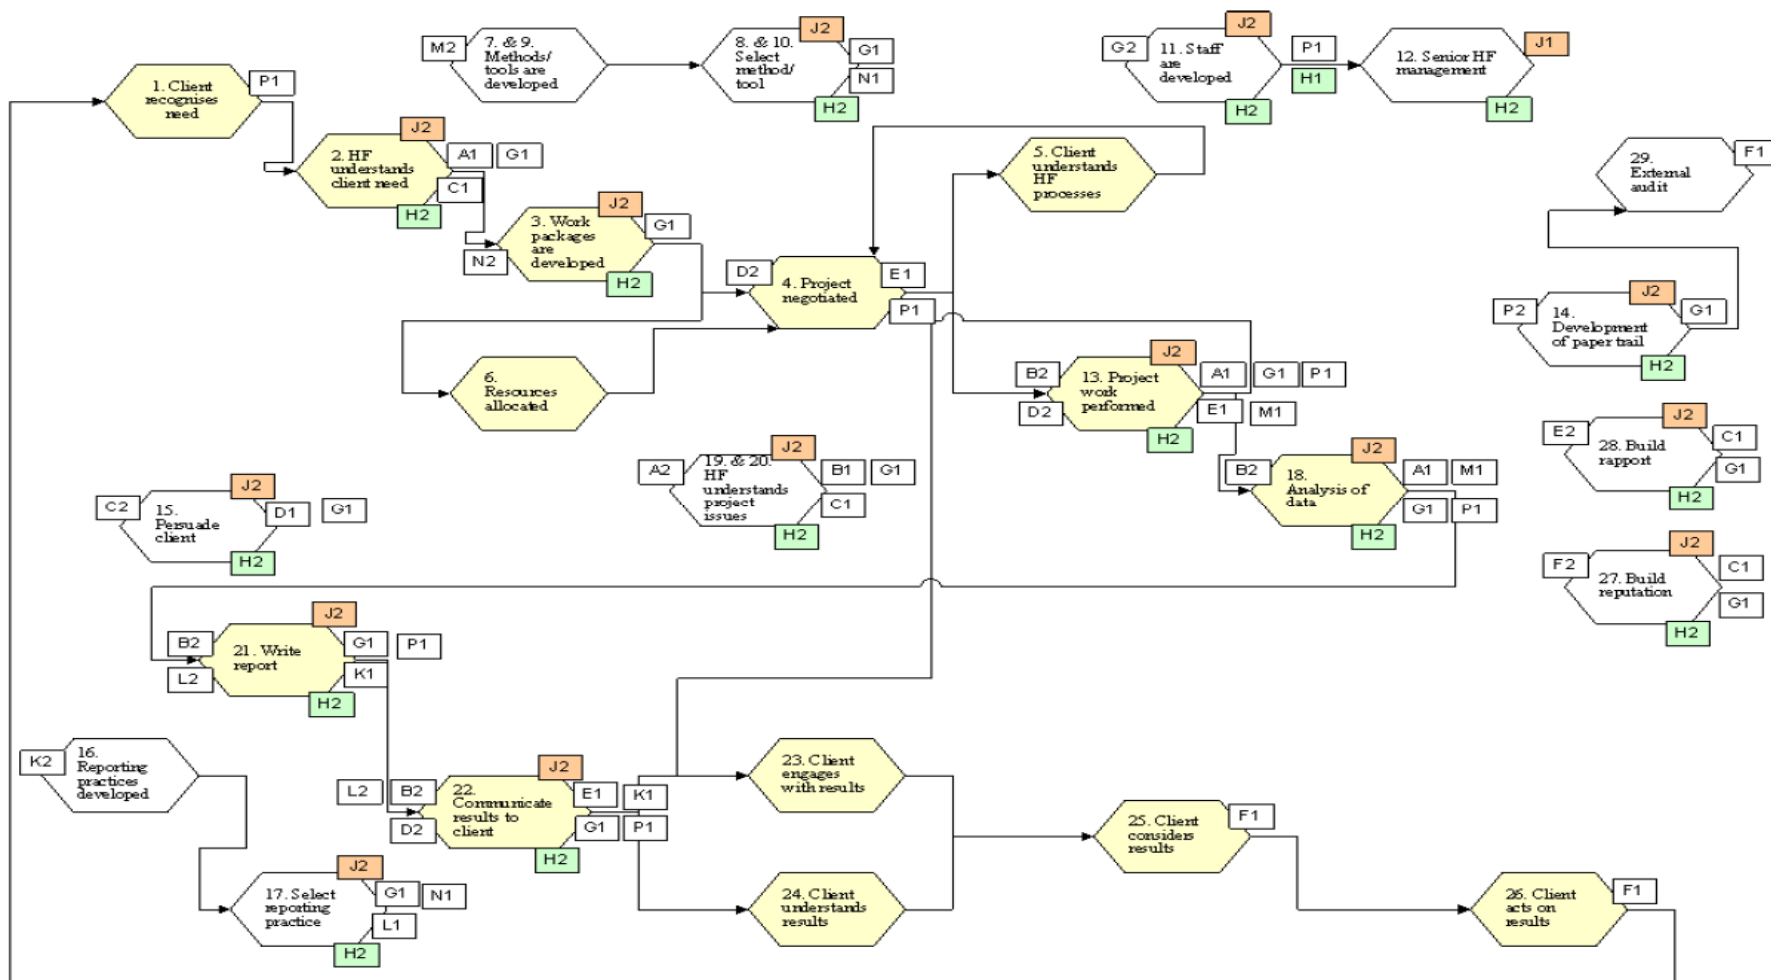 J2
M2
7. & 9.
Methods/
tools are
developed
8. & 10.
Select
method/
tool
G1
N1
H2
J2
G2
11. Staff
are
developed
P1
H1
H2
12. Senior HF
management
J1
H2
1. Client
recognises
need
P1
J2
2. HF
understands
client need
A1
G1
C1
H2
5. Client
understands
HF
processes
29.
External
audit
F1
J2
3. Work
packages
are
developed
G1
N2
H2
D2
4. Project
negotiated
E1
P1
J2
P2
14.
Development
of paper trail
G1
H2
6.
Resources
allocated
J2
B2
13. Project
work
performed
A1
G1
P1
D2
E1
M1
H2
J2
E2
28. Build
rapport
C1
G1
H2
J2
A2
19. & 20.
HF
understands
project
issues
B1
G1
C1
H2
J2
B2
18.
Analysis of
data
A1
M1
G1
P1
H2
J2
C2
15.
Persuade
client
D1
G1
H2
J2
F2
27. Build
reputation
C1
G1
H2
J2
B2
21. Write
report
G1
P1
L2
K1
H2
K2
16.
Reporting
practices
developed
J2
L2
B2
22.
Communicate
results to
client
E1
K1
D2
G1
P1
H2
23. Client
engages
with results
25. Client
considers
results
F1
J2
17. Select
reporting
practice
G1
N1
L1
H2
24. Client
understands
results
26. Client
acts on
results
F1